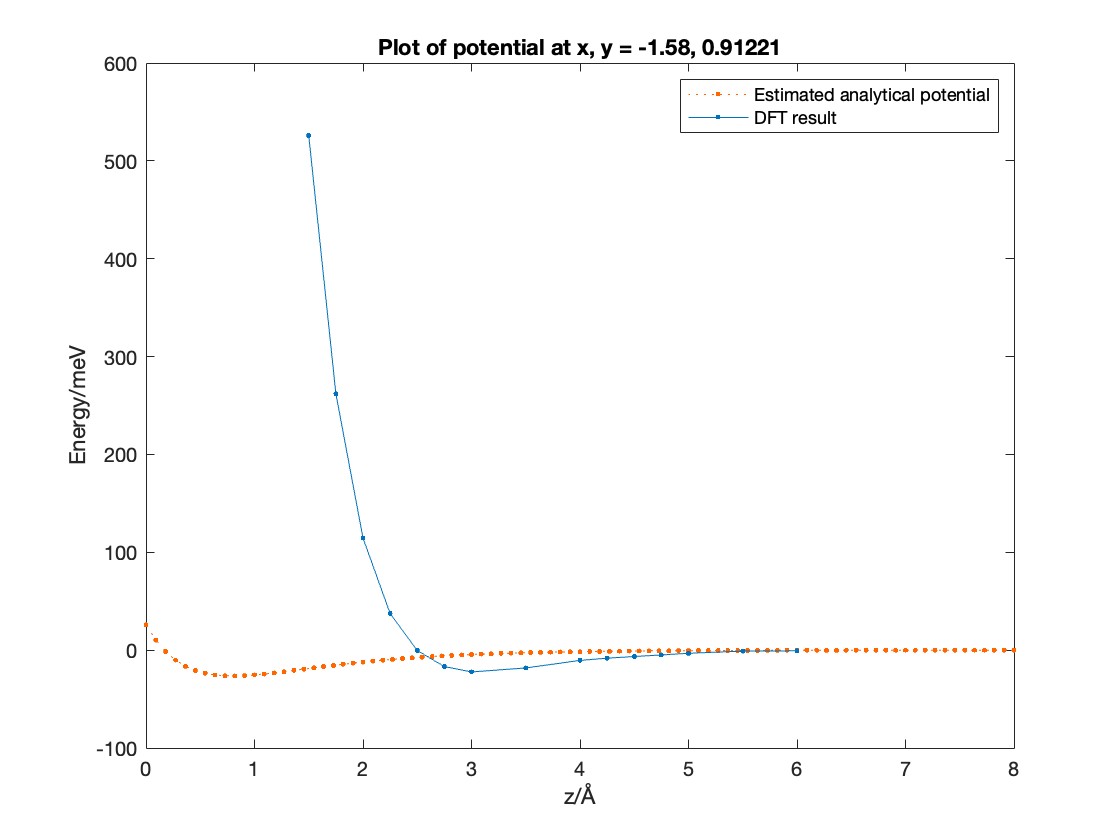 Plot of potential at x, y = -1.58, 0.91221
Estimated analytical potential
DFT result
600
500
400
300
200
100
0
-100
Energy/meV
0 1 2 3 4 5 6 7 8
z/Å